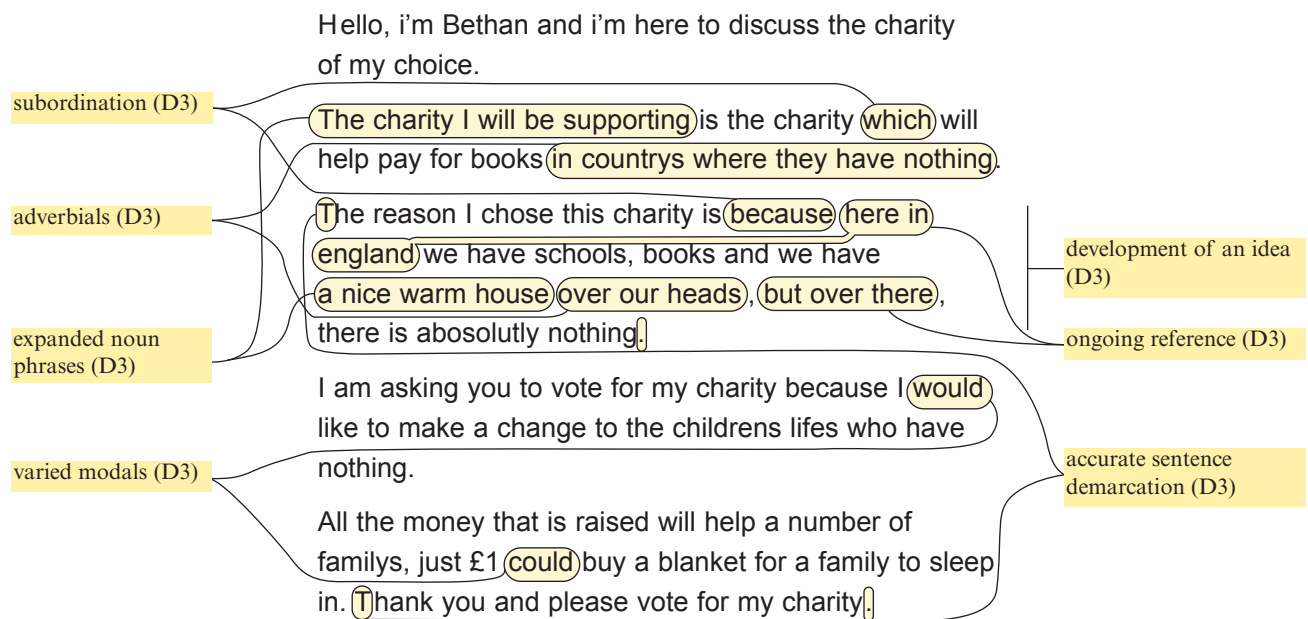 Hello, i'm Bethan and i'm here to discuss the charity
of my choice.
subordination (D3)
The charity I will be supporting is the charity which will
help pay for books in countrys where they have nothing.
adverbials (D3)
The reason I chose this charity is because here in
england we have schools, books and we have
a nice warm house over our heads, but over there,
there is abosolutly nothing.
development of an idea
(D3)
expanded noun
phrases (D3)
ongoing reference (D3)
I am asking you to vote for my charity because I would
like to make a change to the childrens lifes who have
nothing.
varied modals (D3)
accurate sentence
demarcation (D3)
All the money that is raised will help a number of
familys, just £1 could buy a blanket for a family to sleep
in. Thank you and please vote for my charity.